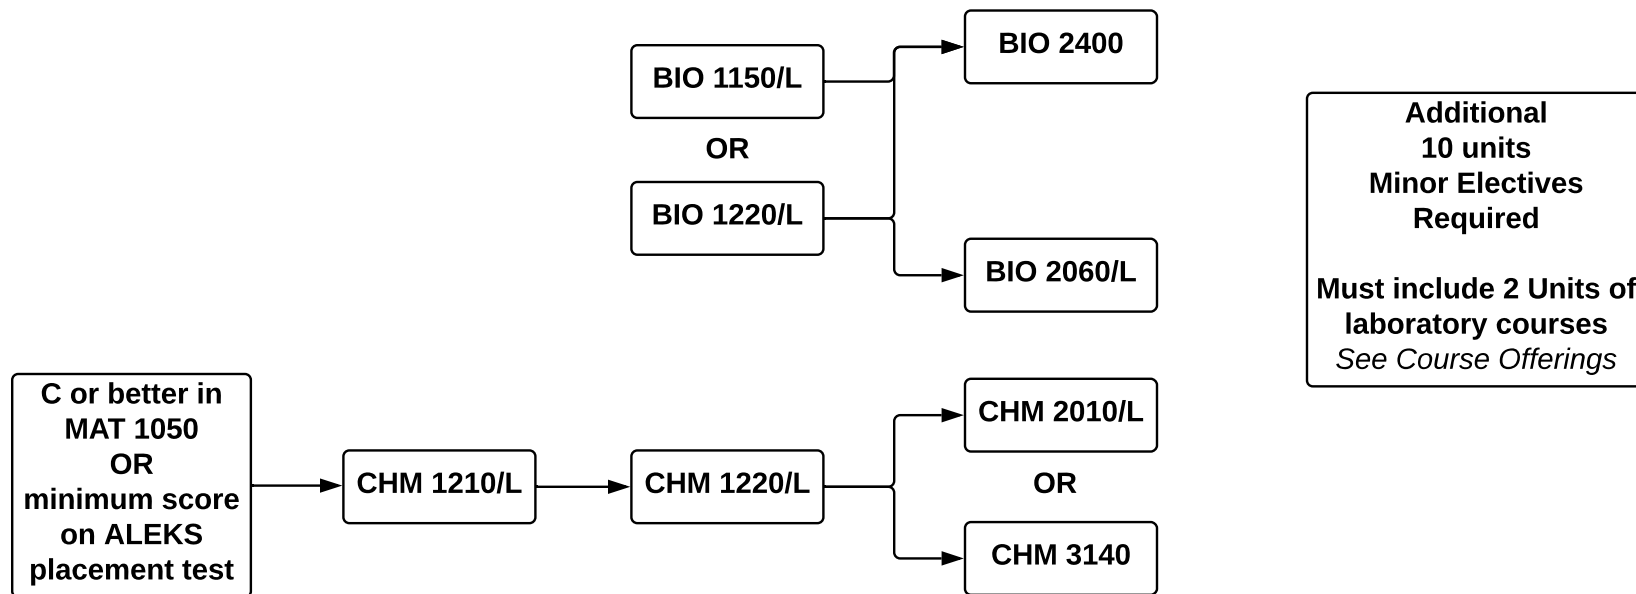 BIO 2400
BIO 1150/L
OR
BIO 1220/L
BIO 2060/L
Additional
10 units
Minor Electives
Required
Must include 2 Units of
laboratory courses
See Course Offerings
C or better in
MAT 1050
OR
minimum score
on ALEKS
placement test
CHM 1210/L
CHM 1220/L
CHM 2010/L
OR
CHM 3140